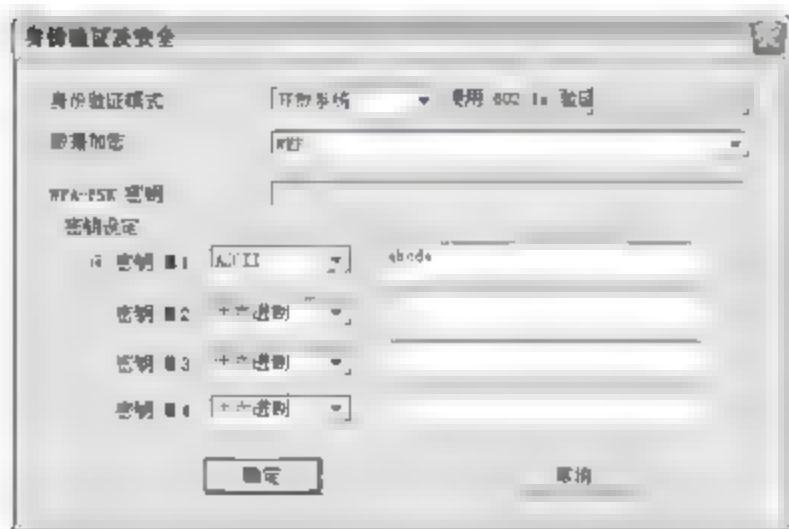 身份验证及安全
身份验证模式 开放系统 使用 802.1x 验证
数据加密 WEP
WPA-PSK 密钥
密钥设定
密钥 #1 ASCII abcde
密钥 #2 十六进制
密钥 #3 十六进制
密钥 #4 十六进制
确定 取消